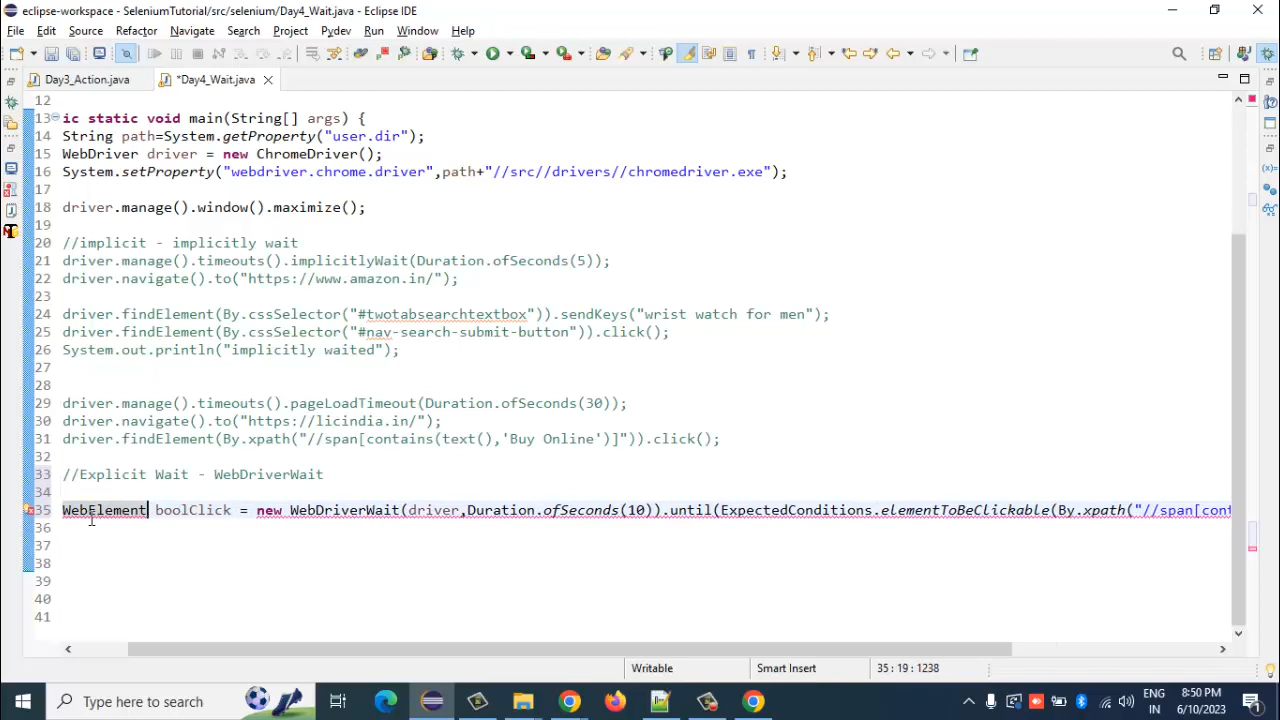 eclipse-workspace - SeleniumTutorial/src/selenium/Day4_Wait.java - Eclipse IDE
File Edit Source Refactor Navigate Search Project Pydev Run Window Help
Day3_Action.java *Day4_Wait.java
12
13 ic static void main(String[] args) {
14 String path=System.getProperty("user.dir");
15 WebDriver driver = new ChromeDriver();
16 System.setProperty("webdriver.chrome.driver",path+"//src//drivers//chromedriver.exe");
17
18 driver.manage().window().maximize();
19
20 //implicit - implicitly wait
21 driver.manage().timeouts().implicitlyWait(Duration.ofSeconds(5));
22 driver.navigate().to("https://www.amazon.in/");
23
24 driver.findElement(By.cssSelector("#twotabsearchtextbox")).sendKeys("wrist watch for men");
25 driver.findElement(By.cssSelector("#nav-search-submit-button")).click();
26 System.out.println("implicitly waited");
27
28
29 driver.manage().timeouts().pageLoadTimeout(Duration.ofSeconds(30));
30 driver.navigate().to("https://licindia.in/");
31 driver.findElement(By.xpath("//span[contains(text(),'Buy Online')]")).click();
32
33 //Explicit Wait - WebDriverWait
34
35 WebElement boolClick = new WebDriverWait(driver,Duration.ofSeconds(10)).until(ExpectedConditions.elementToBeClickable(By.xpath("//span[cont
36
37
38
39
40
41
Writable Smart Insert 35 : 19 : 1238
Type here to search ENG 8:50 PM
IN 6/10/2023